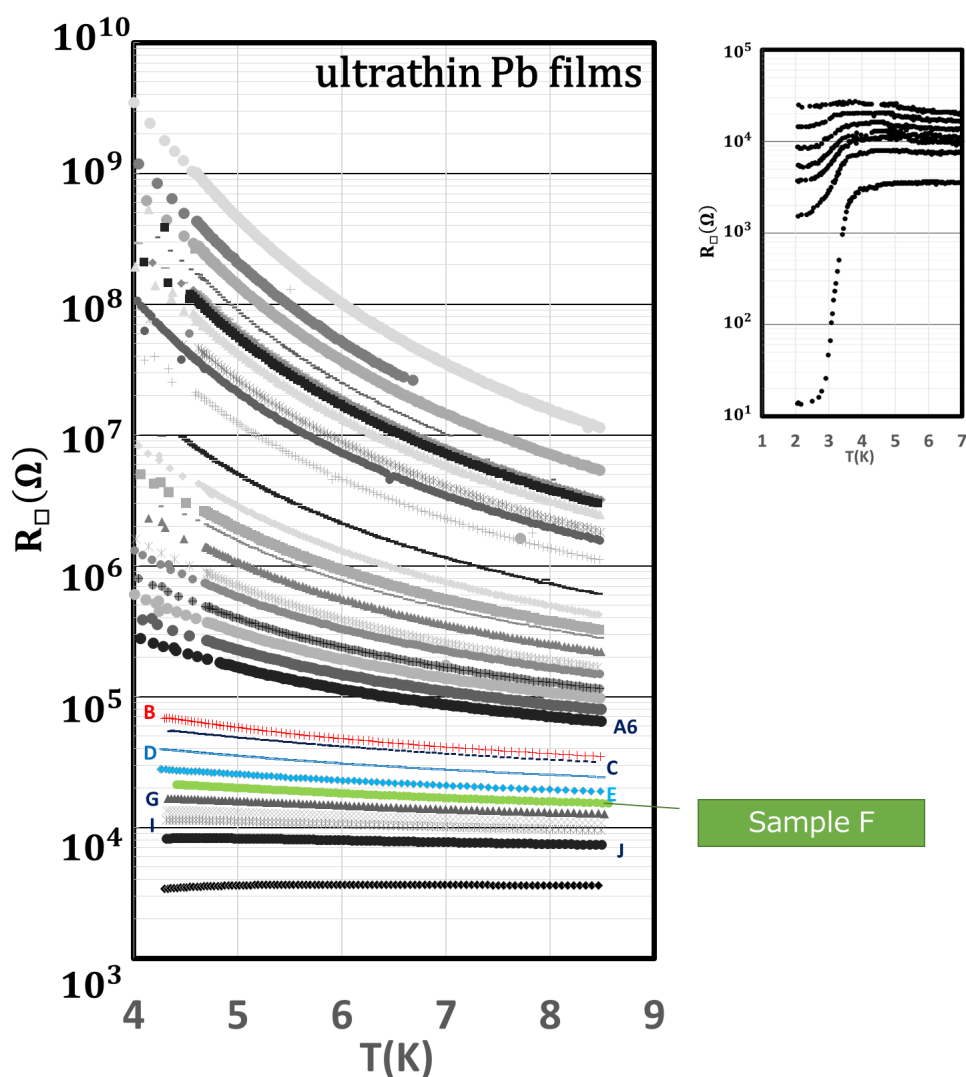 ultrathin Pb films
10¹⁰
10⁹
10⁸
10⁷
10⁶
10⁵
10⁴
10³
R□(Ω)
4 5 6 7 8 9
T(K)
B
A6
D
C
E
G
I
J
Sample F
10⁵
10⁴
10³
10²
10¹
R□(Ω)
1 2 3 4 5 6 7
T(K)